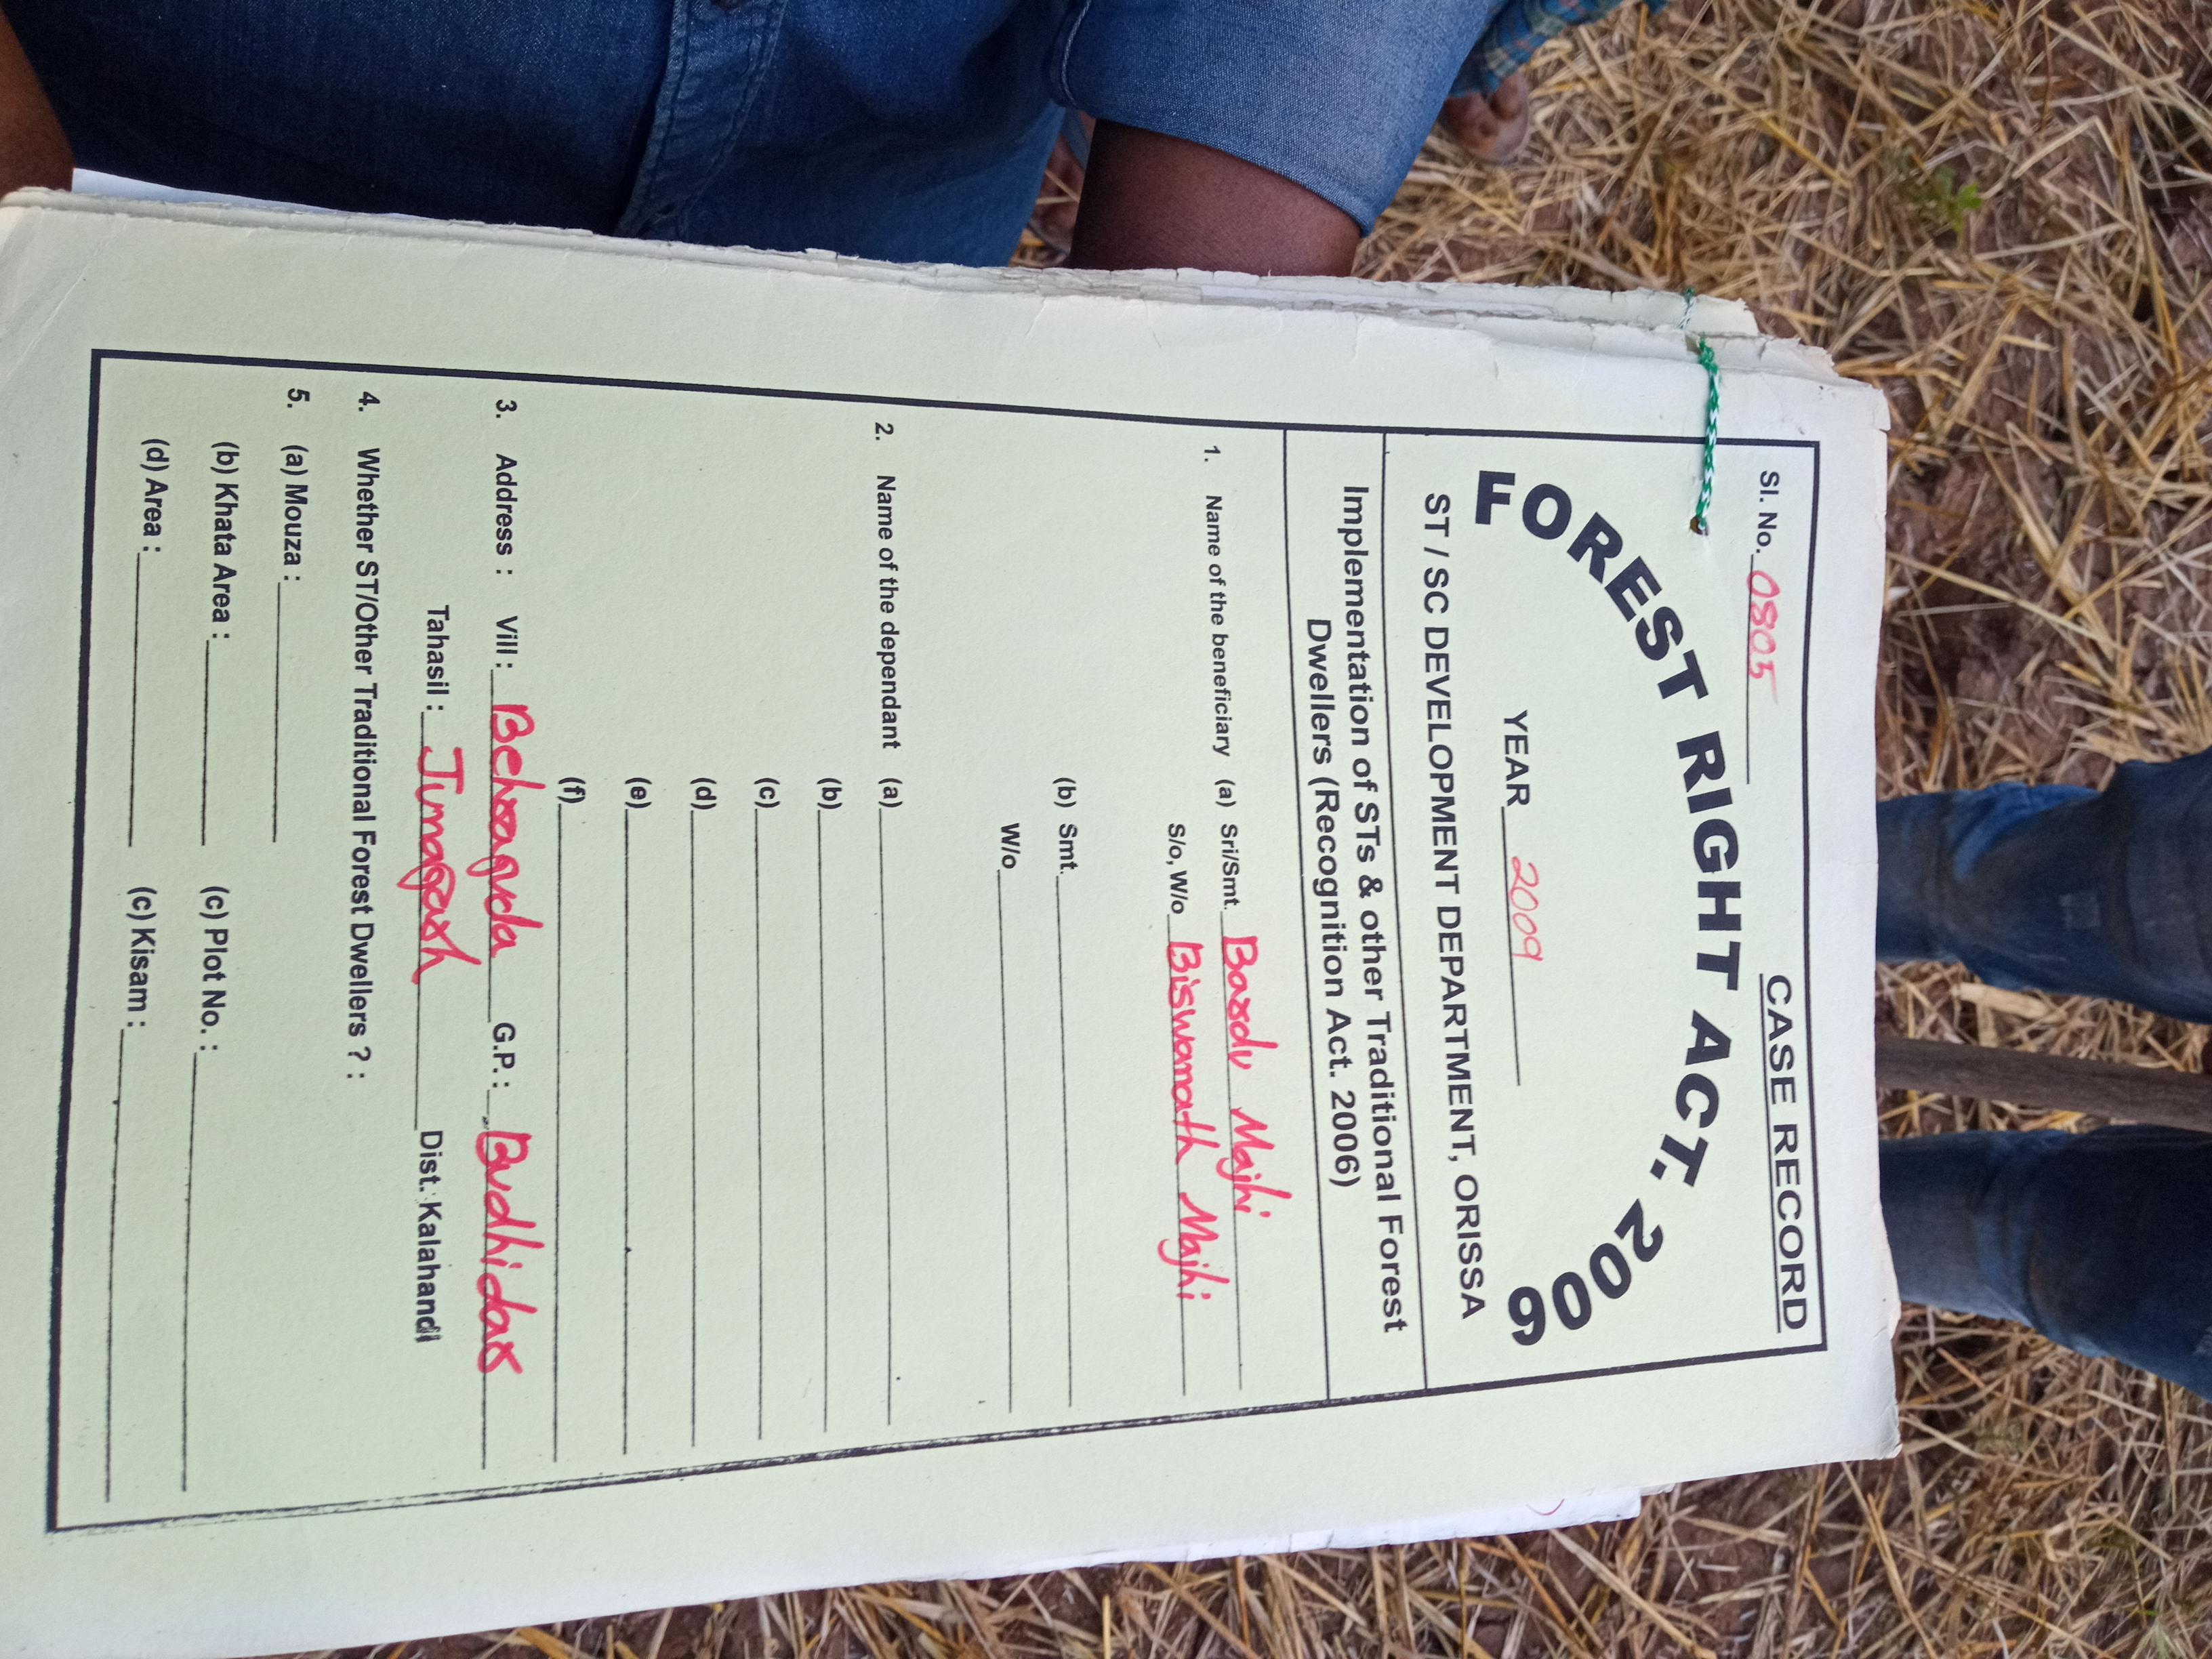 Sl. No. 0805
CASE RECORD
FOREST RIGHT ACT. 2006
YEAR 2009
ST / SC DEVELOPMENT DEPARTMENT, ORISSA
Implementation of STs & other Traditional Forest
Dwellers (Recognition Act. 2006)
1. Name of the beneficiary (a) Sri/Smt. Bardu Majhi
S/o, W/o Biswanath Majhi
(b) Smt.
W/o
2. Name of the dependant (a)
(b)
(c)
(d)
(e)
(f)
3. Address : Vill : Behraguda G.P. : Budhidar
Tahasil : Junagarh Dist. : Kalahandi
4. Whether ST/Other Traditional Forest Dwellers ? :
5. (a) Mouza :
(b) Khata Area : (c) Plot No. :
(d) Area : (c) Kisam :